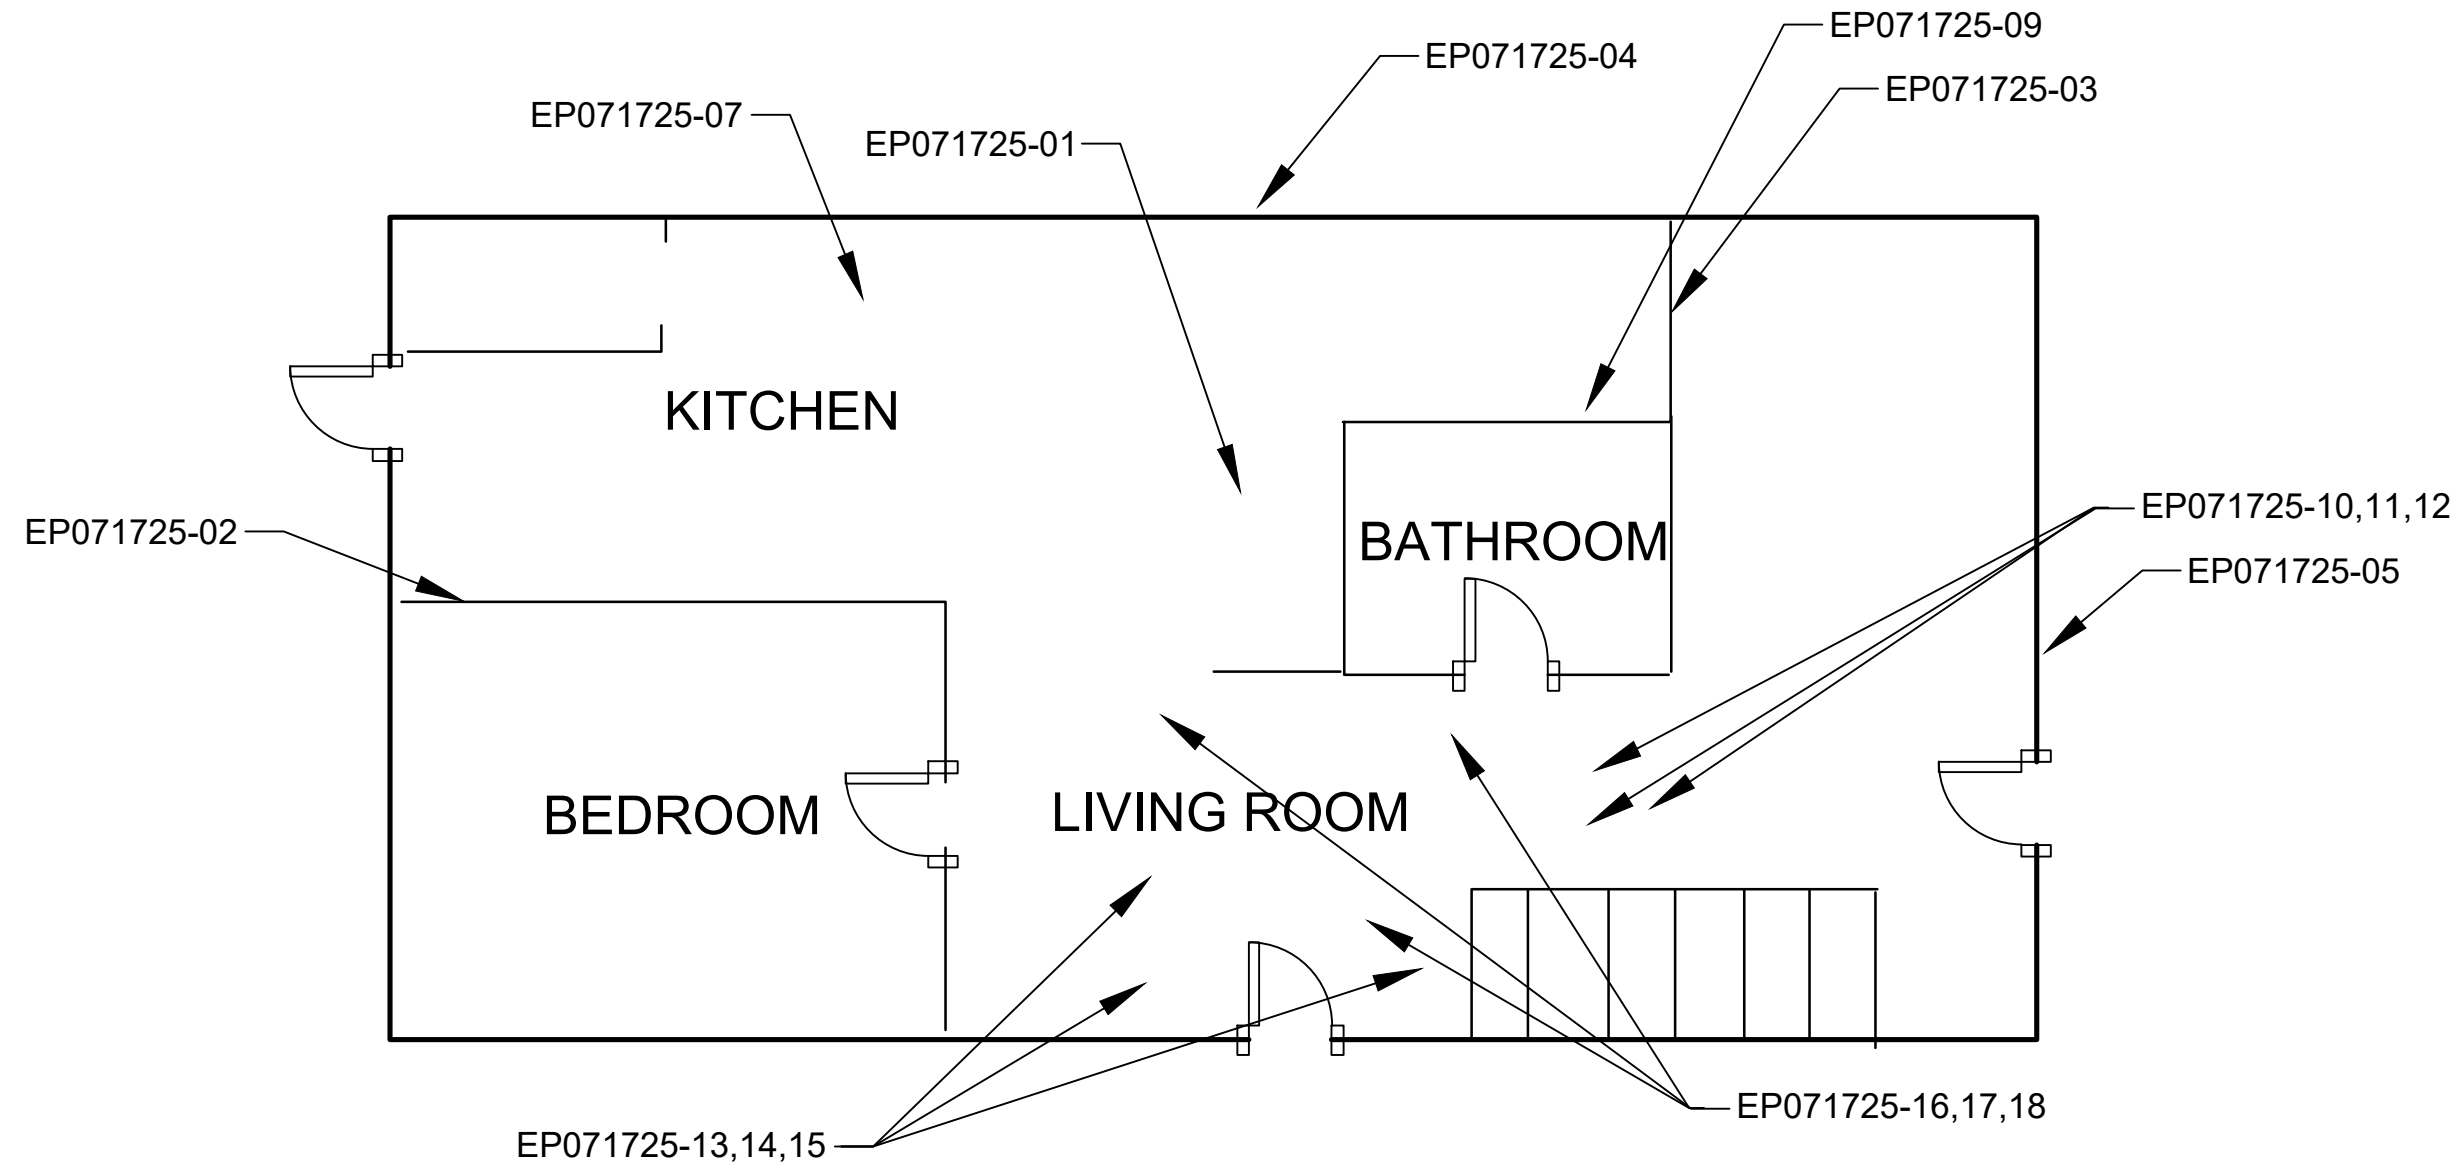 EP071725-09
EP071725-04
EP071725-03
EP071725-07
EP071725-01
KITCHEN
EP071725-10,11,12
EP071725-02
BATHROOM
EP071725-05
BEDROOM
LIVING ROOM
EP071725-16,17,18
EP071725-13,14,15